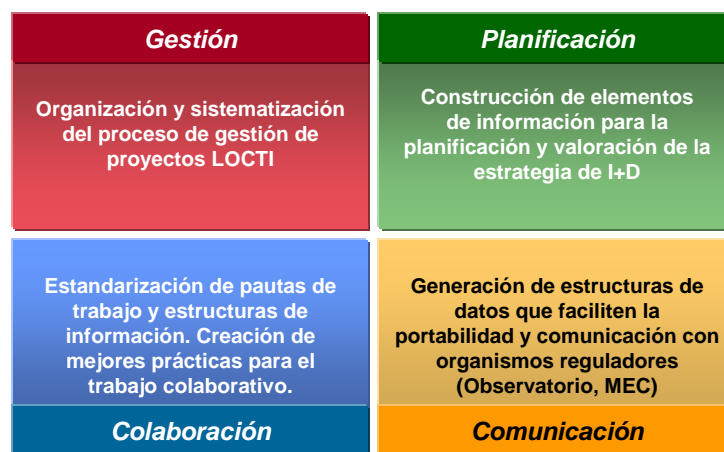 Gestión
Organización y sistematización
del proceso de gestión de
proyectos LOCTI
Planificación
Construcción de elementos
de información para la
planificación y valoración de la
estrategia de I+D
Estandarización de pautas de
trabajo y estructuras de
información. Creación de
mejores prácticas para el
trabajo colaborativo.
Colaboración
Generación de estructuras de
datos que faciliten la
portabilidad y comunicación con
organismos reguladores
(Observatorio, MEC)
Comunicación